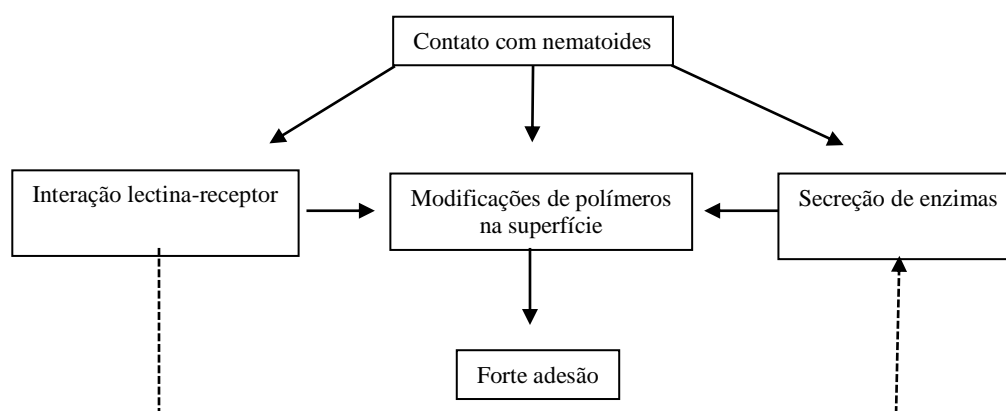 Contato com nematoides
Interação lectina-receptor
Modificações de polímeros
na superfície
Secreção de enzimas
Forte adesão